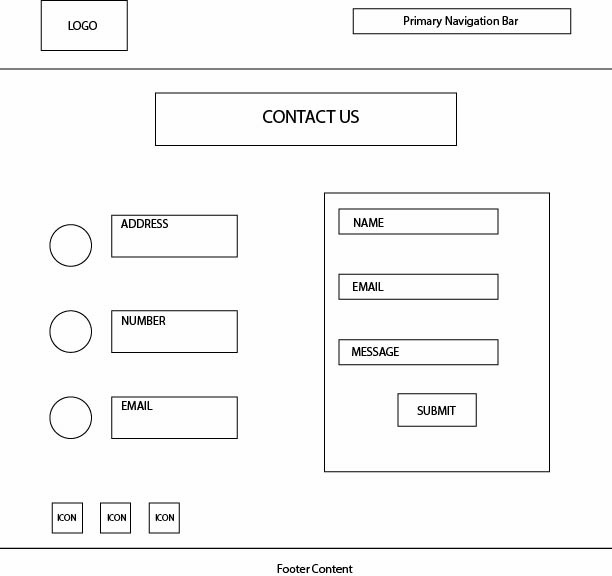 LOGO
Primary Navigation Bar
CONTACT US
ADDRESS
NUMBER
EMAIL
NAME
EMAIL
MESSAGE
SUBMIT
ICON
ICON
ICON
Footer Content